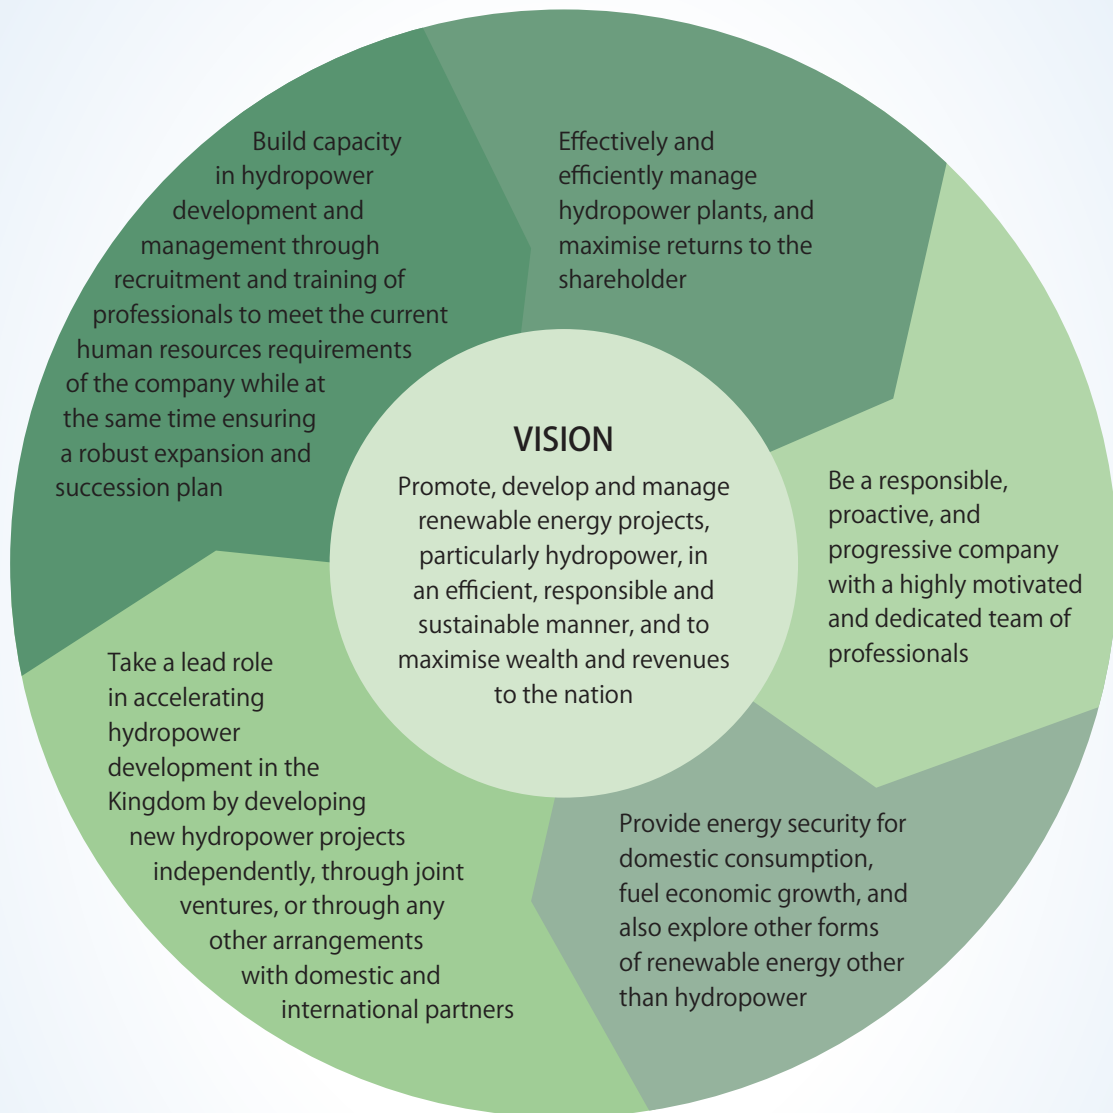 Build capacity
in hydropower
development and
management through
recruitment and training of
professionals to meet the current
human resources requirements
of the company while at
the same time ensuring
a robust expansion and
succession plan
Effectively and
efficiently manage
hydropower plants, and
maximise returns to the
shareholder
VISION
Promote, develop and manage
renewable energy projects,
particularly hydropower, in
an efficient, responsible and
sustainable manner, and to
maximise wealth and revenues
to the nation
Be a responsible,
proactive, and
progressive company
with a highly motivated
and dedicated team of
professionals
Take a lead role
in accelerating
hydropower
development in the
Kingdom by developing
new hydropower projects
independently, through joint
ventures, or through any
other arrangements
with domestic and
international partners
Provide energy security for
domestic consumption,
fuel economic growth, and
also explore other forms
of renewable energy other
than hydropower